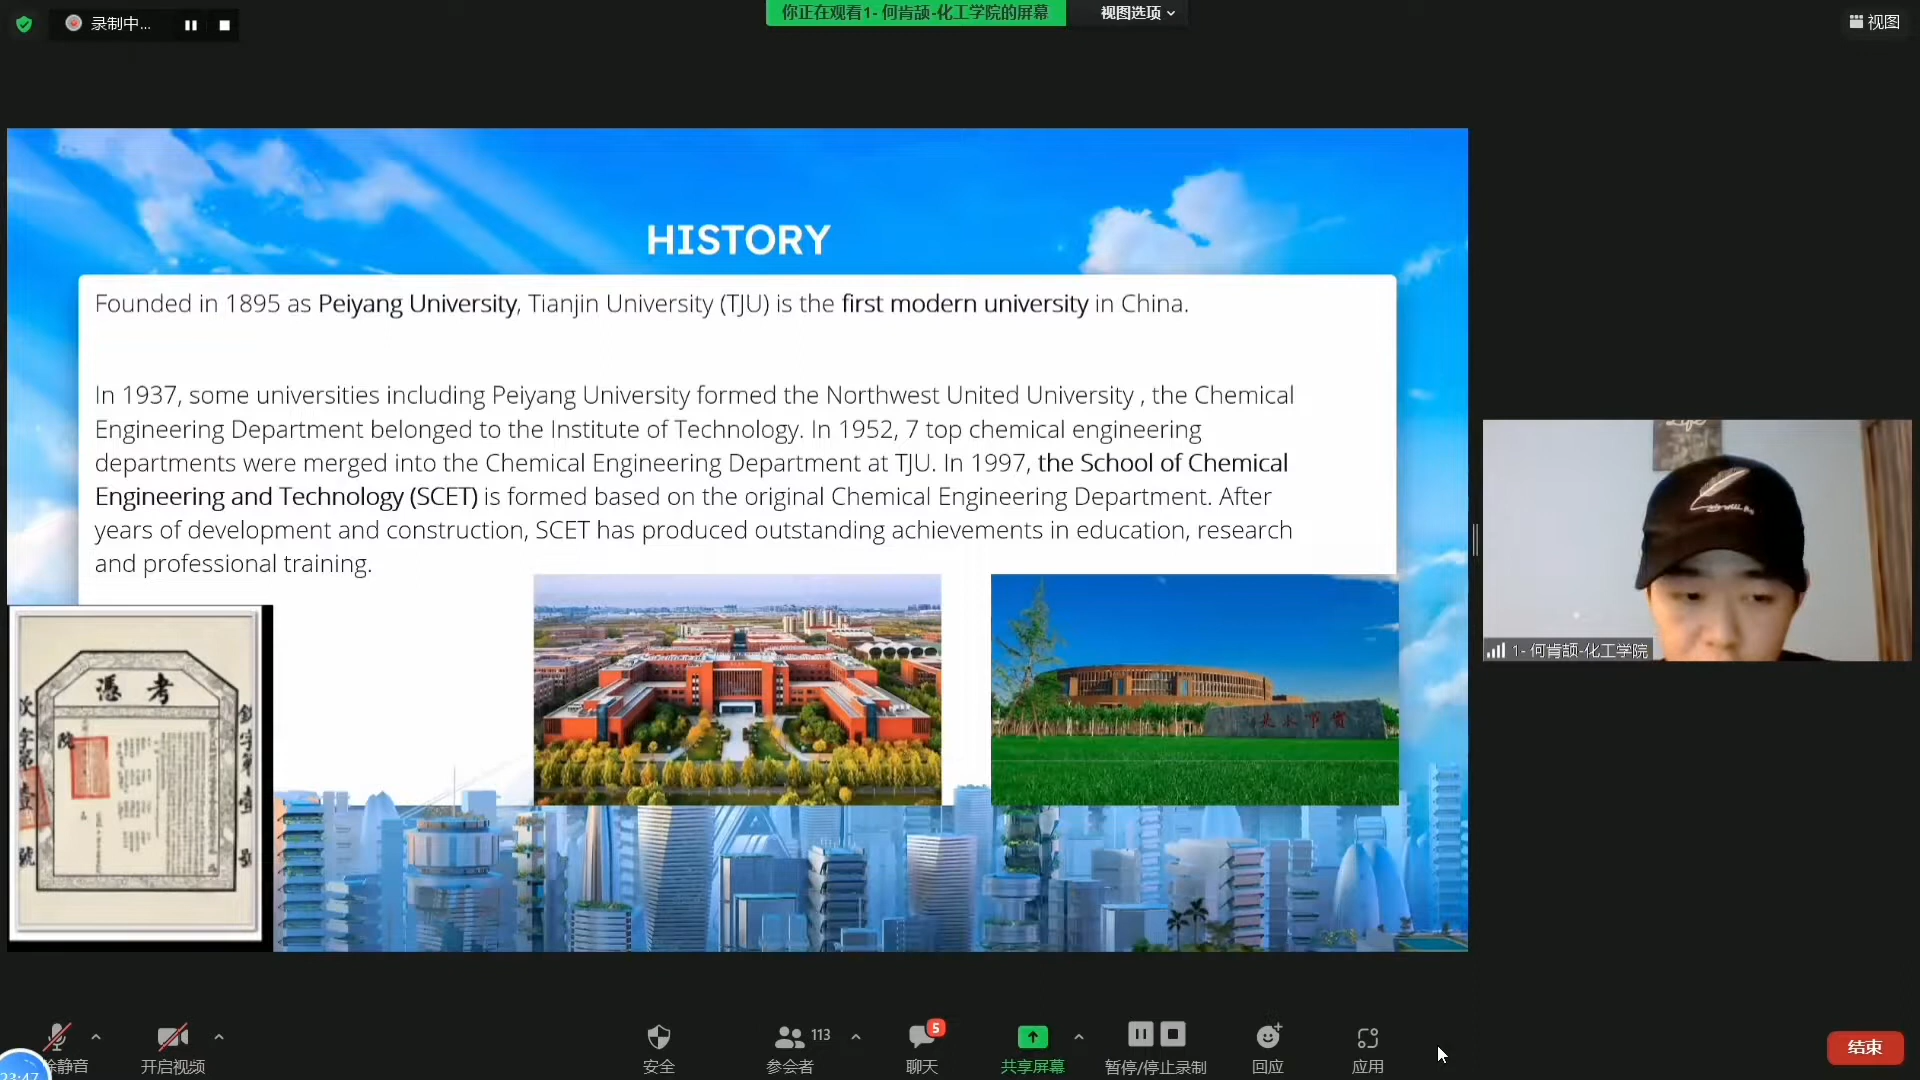 录制中...
你正在观看1- 何肯颉-化工学院的屏幕
视图选项
视图
HISTORY
Founded in 1895 as Peiyang University, Tianjin University (TJU) is the first modern university in China.
In 1937, some universities including Peiyang University formed the Northwest United University , the Chemical
Engineering Department belonged to the Institute of Technology. In 1952, 7 top chemical engineering
departments were merged into the Chemical Engineering Department at TJU. In 1997, the School of Chemical
Engineering and Technology (SCET) is formed based on the original Chemical Engineering Department. After
years of development and construction, SCET has produced outstanding achievements in education, research
and professional training.
考憑
1- 何肯颉-化工学院
23:47
静音
开启视频
安全
参会者
113
聊天
5
共享屏幕
暂停/停止录制
回应
应用
结束